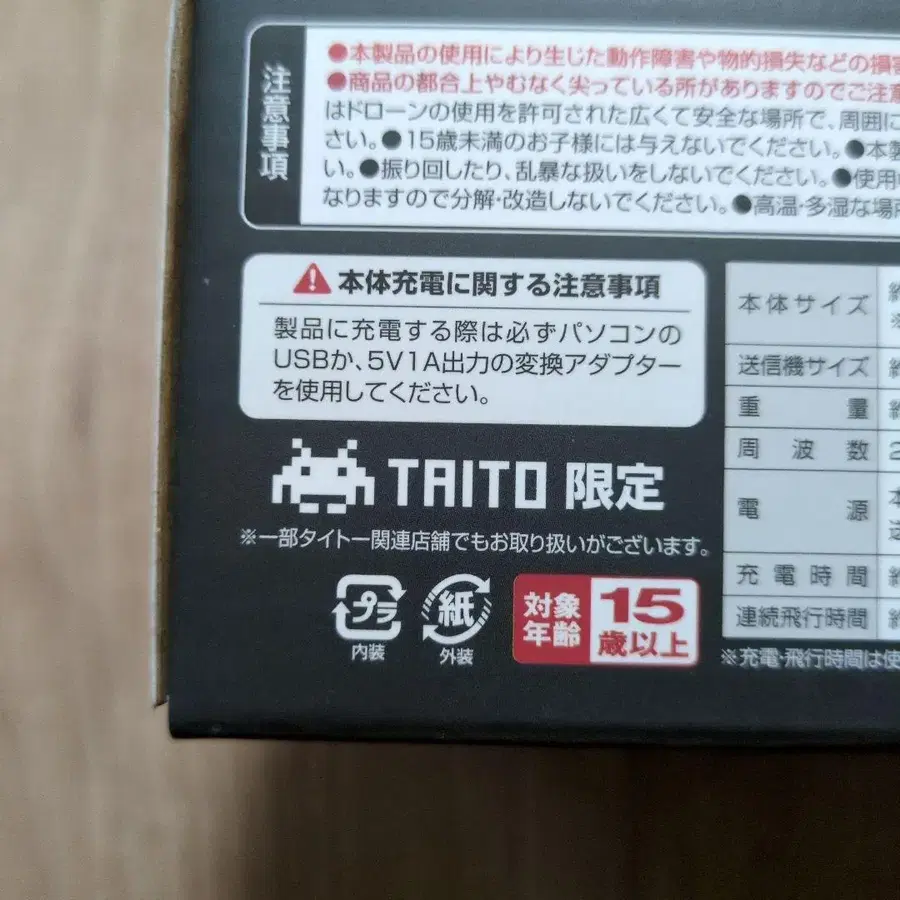 注意事項
●本製品の使用により生じた動作障害や物的損失などの損害
●商品の都合上やむなく尖っている所がありますのでご注意
はドローンの使用を許可された広くて安全な場所で、周囲に
さい。●15歳未満のお子様には与えないでください。●本製
い。●振り回したり、乱暴な扱いをしないでください。●使用
なりますので分解・改造しないでください。●高温・多湿な場所
本体充電に関する注意事項
製品に充電する際は必ずパソコンの
USBか、5V1A出力の変換アダプター
を使用してください。
TAITO 限定
※一部タイトー関連店舗でもお取り扱いがございます。
プラ
内装
紙
外装
対象年齢
15歳以上
本体サイズ 約
※
送信機サイズ 約
重量 約
周波数 2
電源 本
送
充電時間 約
連続飛行時間 約
※充電・飛行時間は使